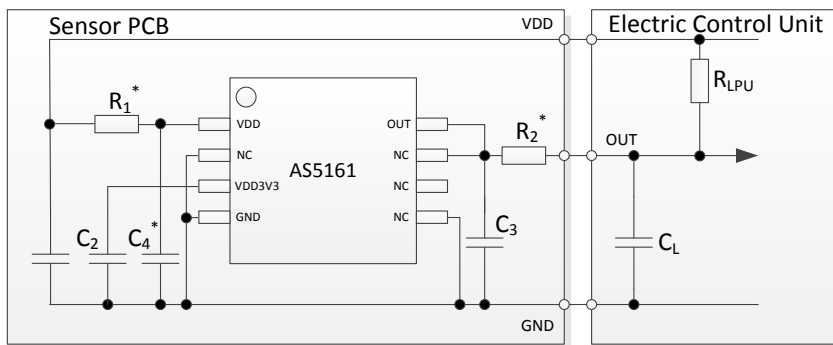 Sensor PCB
VDD
Electric Control Unit
R1*
RLPU
VDD
OUT
R2*
OUT
NC
NC
AS5161
VDD3V3
NC
GND
NC
C2
C4*
C3
CL
GND